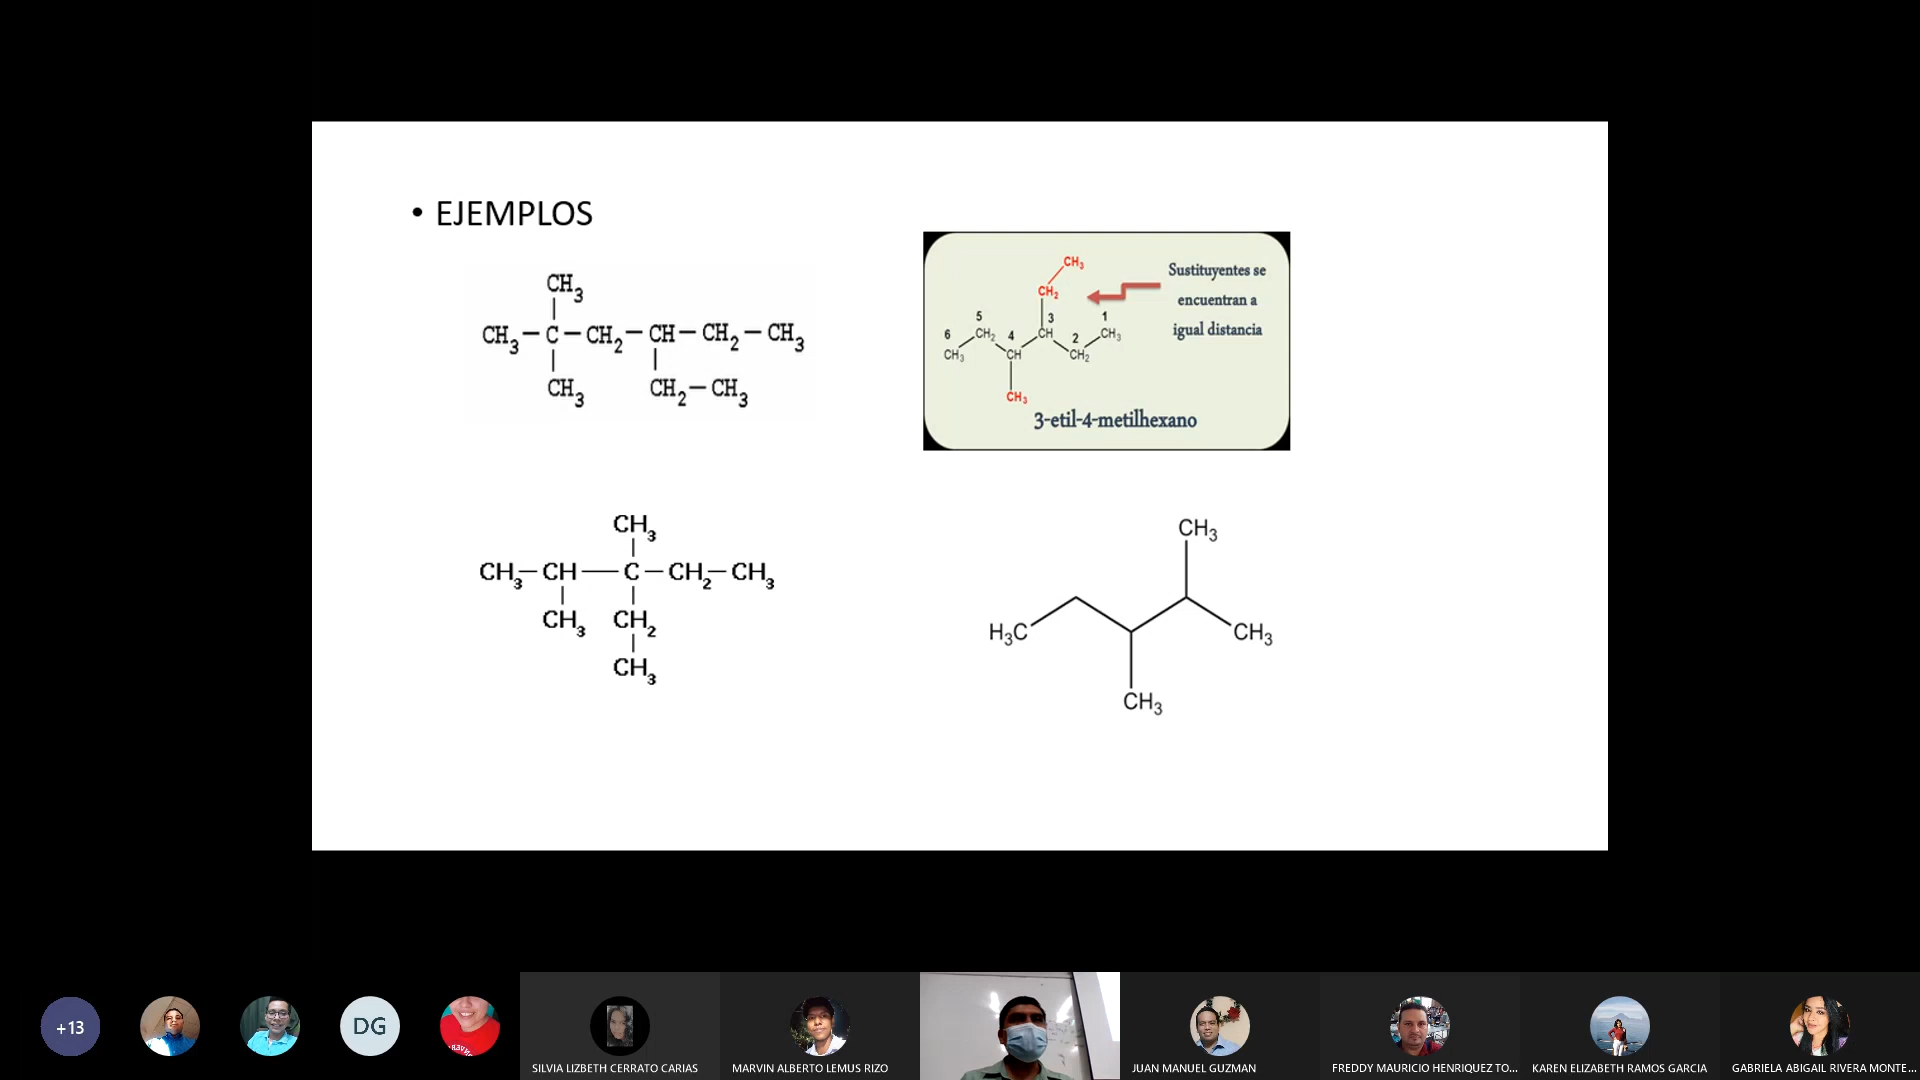 • EJEMPLOS
CH3
CH3-C-CH2-CH-CH2-CH3
CH3 CH2-CH3
CH3
CH2
Sustituyentes se
encuentran a
igual distancia
6 5 4 3 2 1
CH3 CH2 CH CH CH2 CH3
CH3
3-etil-4-metilhexano
CH3
CH3-CH-C-CH2-CH3
CH3 CH2
CH3
CH3
H3C CH3
CH3
+13
DG
SILVIA LIZBETH CERRATO CARIAS
MARVIN ALBERTO LEMUS RIZO
JUAN MANUEL GUZMAN
FREDDY MAURICIO HENRIQUEZ TO...
KAREN ELIZABETH RAMOS GARCIA
GABRIELA ABIGAIL RIVERA MONTE...